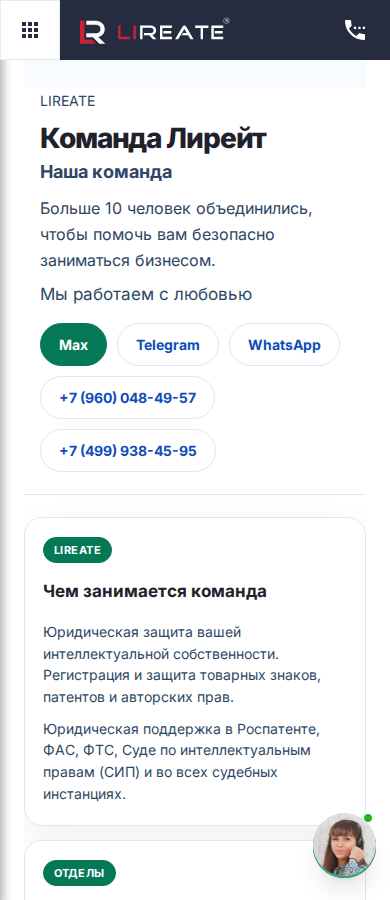 LIREATE®
LIREATE
Команда Лирейт
Наша команда
Больше 10 человек объединились,
чтобы помочь вам безопасно
заниматься бизнесом.
Мы работаем с любовью
Max
Telegram
WhatsApp
+7 (960) 048-49-57
+7 (499) 938-45-95
LIREATE
Чем занимается команда
Юридическая защита вашей
интеллектуальной собственности.
Регистрация и защита товарных знаков,
патентов и авторских прав.
Юридическая поддержка в Роспатенте,
ФАС, ФТС, Суде по интеллектуальным
правам (СИП) и во всех судебных
инстанциях.
ОТДЕЛЫ